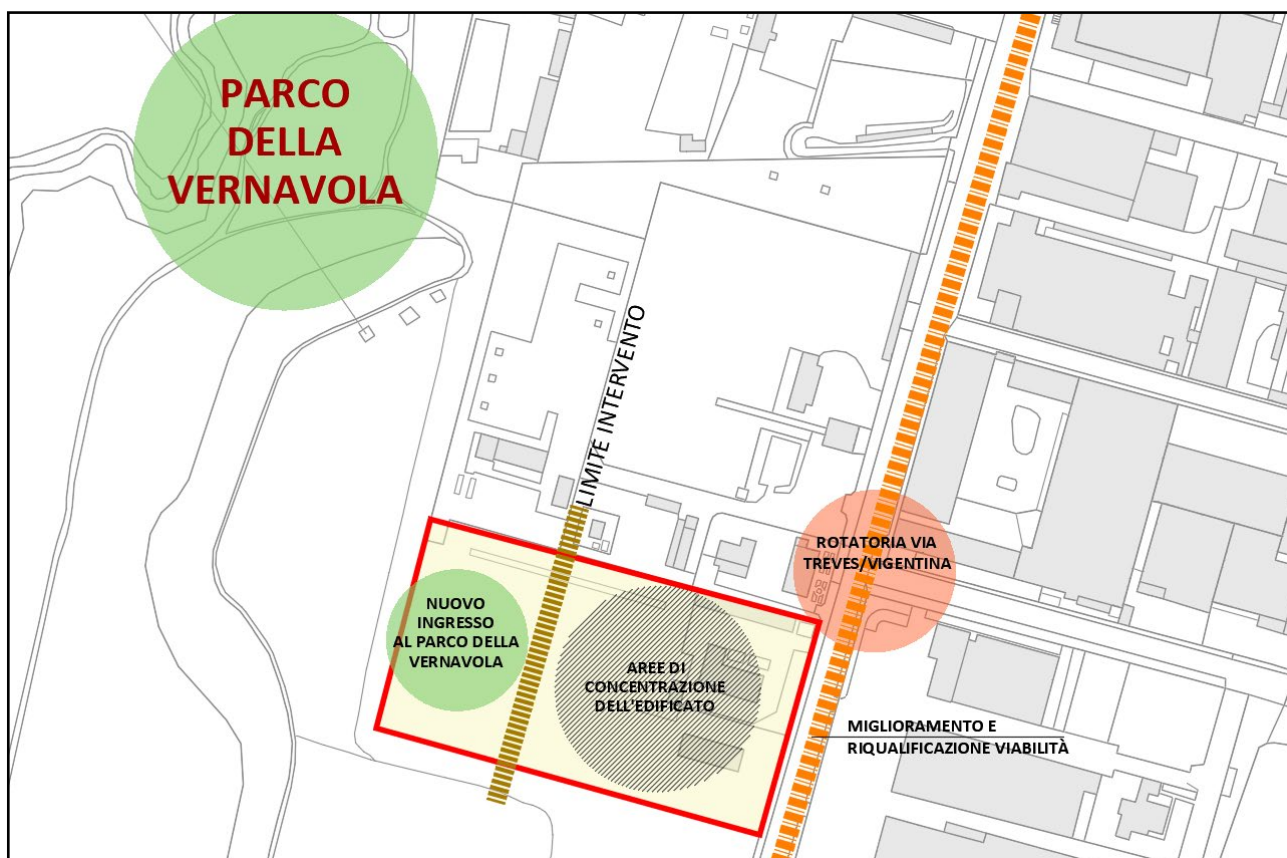 PARCO
DELLA
VERNAVOLA
LIMITE INTERVENTO
ROTATORIA VIA
TREVES/VIGENTINA
NUOVO
INGRESSO
AL PARCO DELLA
VERNAVOLA
AREE DI
CONCENTRAZIONE
DELL'EDIFICATO
MIGLIORAMENTO E
RIQUALIFICAZIONE VIABILITÀ